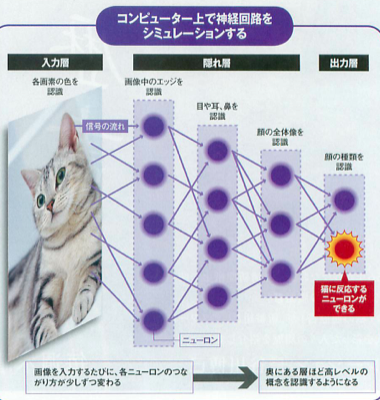 コンピューター上で神経回路を
シミュレーションする
入力層
隠れ層
出力層
各画素の色を
認識
画像中のエッジを
認識
目や耳、鼻を
認識
顔の全体像を
認識
顔の種類を
認識
信号の流れ
猫に反応する
ニューロンが
できる
ニューロン
画像を入力するたびに、各ニューロンのつな
がり方が少しずつ変わる
奥にある層ほど高レベルの
概念を認識するようになる